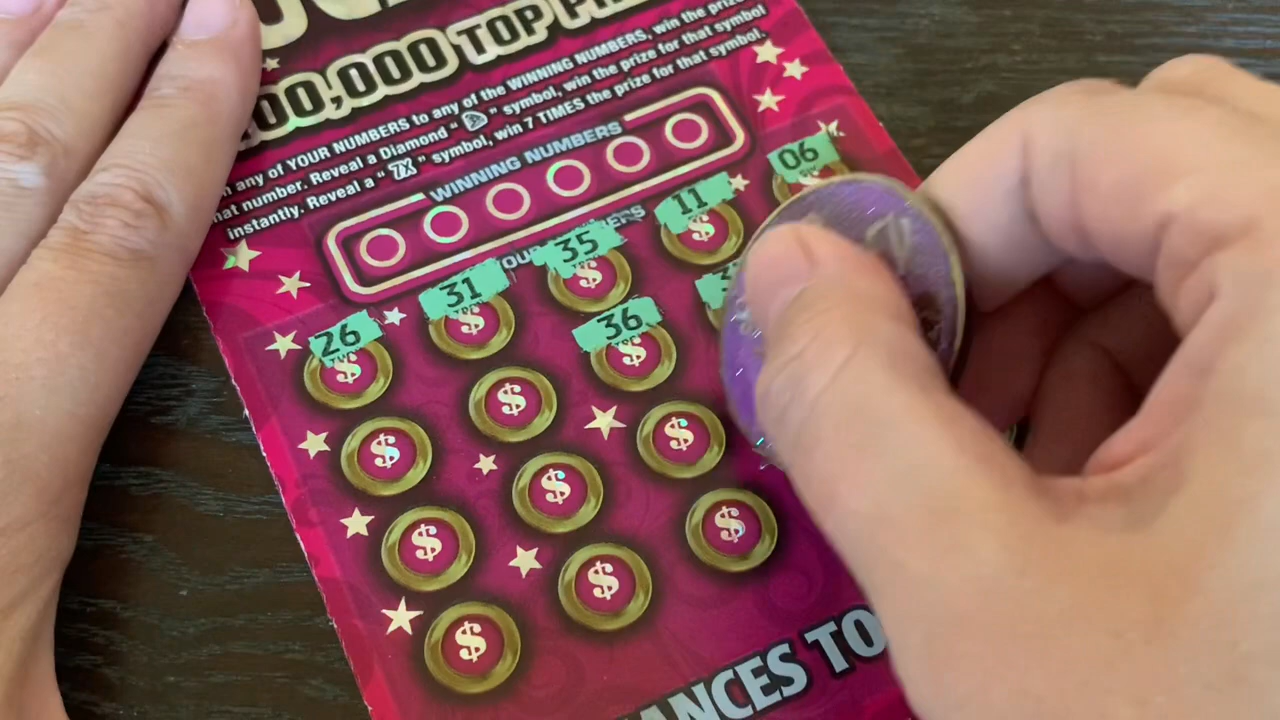 00,000 TOP
any of YOUR NUMBERS to any of the WINNING NUMBERS, win the prize
that number. Reveal a Diamond " " symbol, win the prize for that symbol
instantly. Reveal a " 7X " symbol, win 7 TIMES the prize for that symbol.
WINNING NUMBERS
06
11
35
31
26
36
$ $ $ $
$ $ $
$ $ $
$ $ $
$
ANCES TO